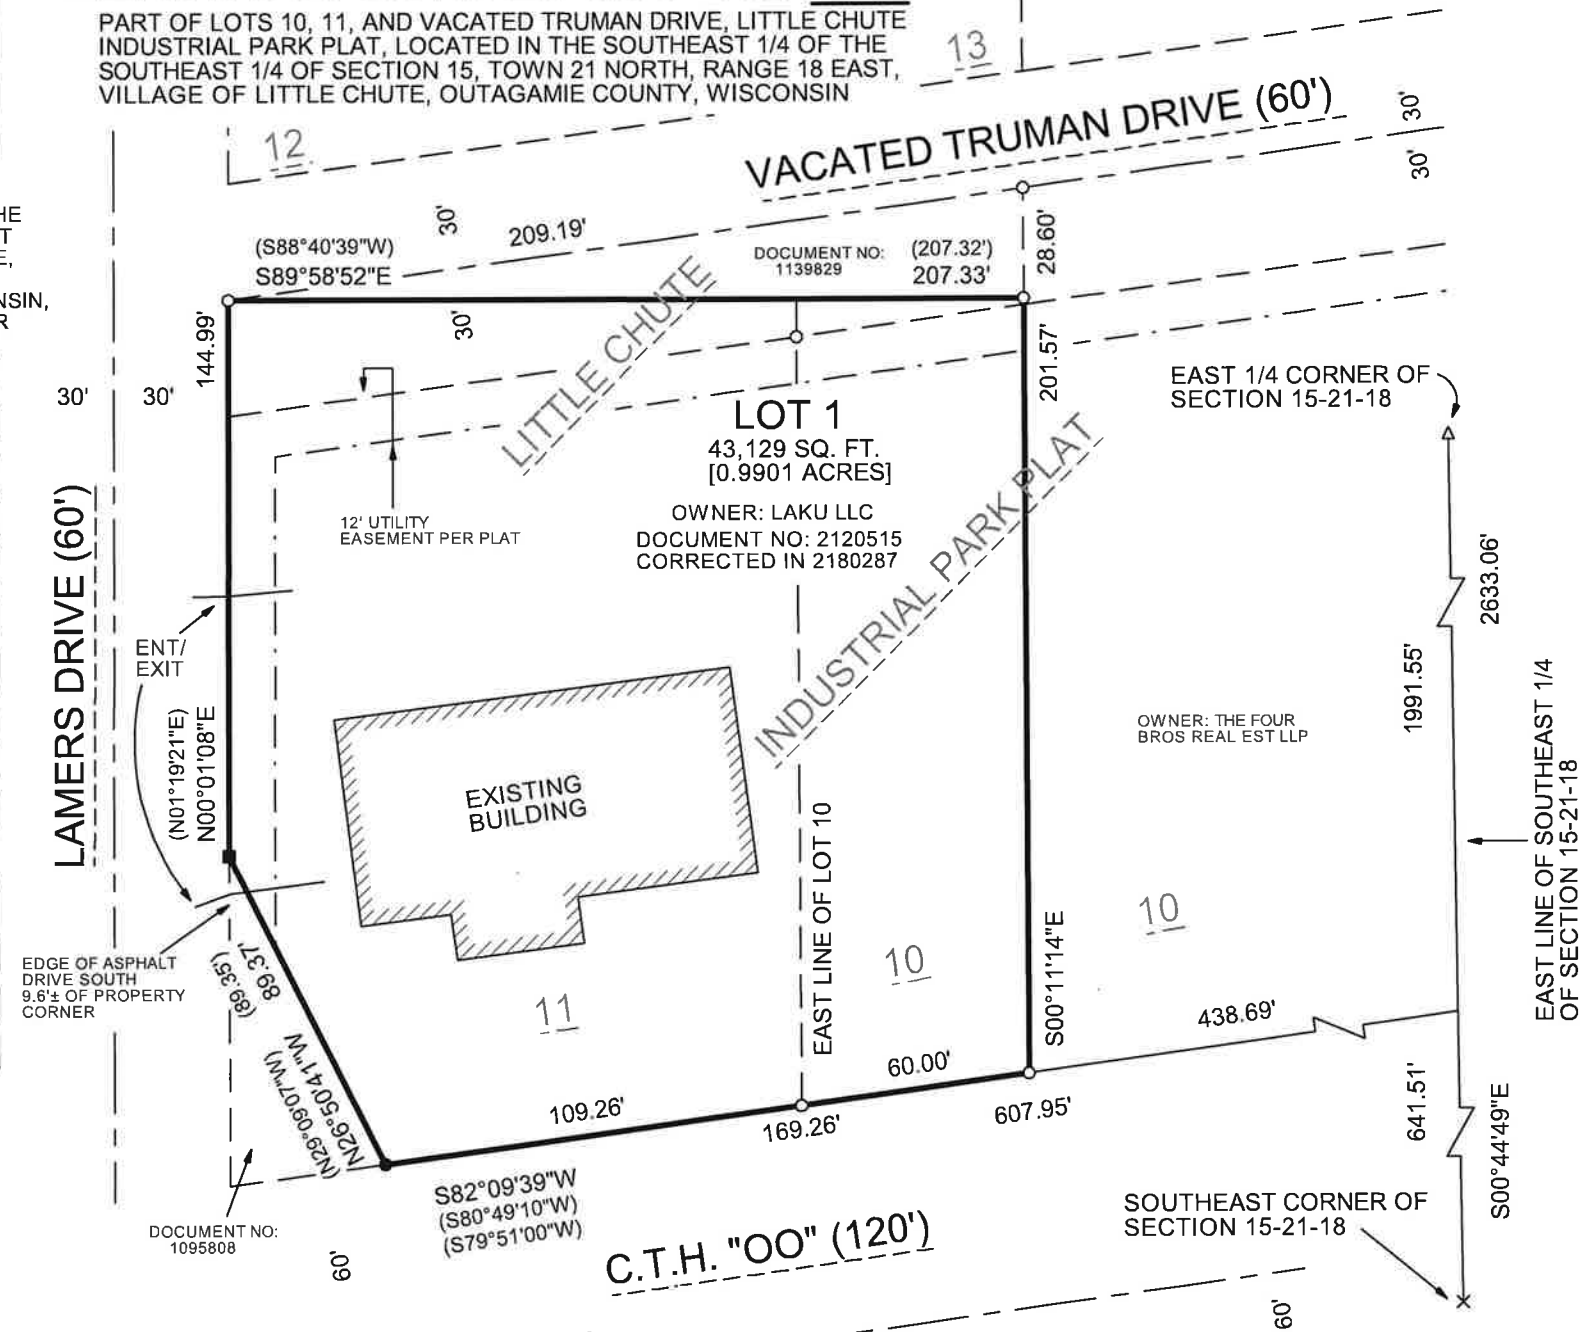 PART OF LOTS 10, 11, AND VACATED TRUMAN DRIVE, LITTLE CHUTE
INDUSTRIAL PARK PLAT, LOCATED IN THE SOUTHEAST 1/4 OF THE
SOUTHEAST 1/4 OF SECTION 15, TOWN 21 NORTH, RANGE 18 EAST,
VILLAGE OF LITTLE CHUTE, OUTAGAMIE COUNTY, WISCONSIN
13
12
VACATED TRUMAN DRIVE (60')
30'
30'
HE
T
E,
NSIN,
R
30'
209.19'
(S88°40'39"W)
S89°58'52"E
DOCUMENT NO:
1139829
(207.32')
207.33'
28.60'
30'
144.99'
201.57'
30'
30'
LITTLE CHUTE
INDUSTRIAL PARK PLAT
LOT 1
43,129 SQ. FT.
[0.9901 ACRES]
OWNER: LAKU LLC
DOCUMENT NO: 2120515
CORRECTED IN 2180287
EAST 1/4 CORNER OF
SECTION 15-21-18
12' UTILITY
EASEMENT PER PLAT
LAMERS DRIVE (60')
ENT/
EXIT
(N01°19'21"E)
N00°01'08"E
EXISTING
BUILDING
OWNER: THE FOUR
BROS REAL EST LLP
1991.55'
2633.06'
EAST LINE OF SOUTHEAST 1/4
OF SECTION 15-21-18
EAST LINE OF LOT 10
10
10
11
S00°11'14"E
EDGE OF ASPHALT
DRIVE SOUTH
9.6'± OF PROPERTY
CORNER
89.37'
(89.35')
N26°50'41"W
(N29°09'07"W)
438.69'
60.00'
109.26'
169.26'
607.95'
641.51'
S00°44'49"E
S82°09'39"W
(S80°49'10"W)
(S79°51'00"W)
DOCUMENT NO:
1095808
60'
C.T.H. "OO" (120')
SOUTHEAST CORNER OF
SECTION 15-21-18
60'